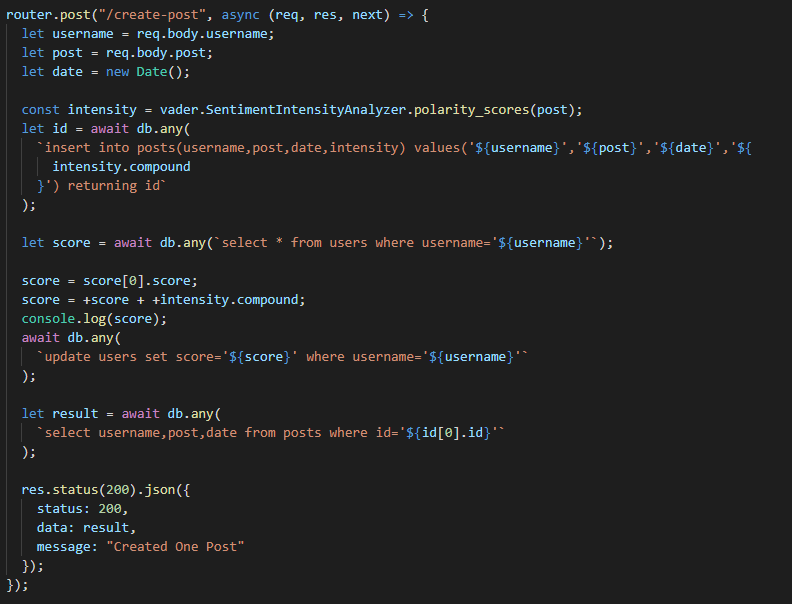 router.post("/create-post", async (req, res, next) => {
  let username = req.body.username;
  let post = req.body.post;
  let date = new Date();

  const intensity = vader.SentimentIntensityAnalyzer.polarity_scores(post);
  let id = await db.any(
    `insert into posts(username,post,date,intensity) values('${username}','${post}','${date}','${
      intensity.compound
    }') returning id`
  );

  let score = await db.any(`select * from users where username='${username}'`);

  score = score[0].score;
  score = +score + +intensity.compound;
  console.log(score);
  await db.any(
    `update users set score='${score}' where username='${username}'`
  );

  let result = await db.any(
    `select username,post,date from posts where id='${id[0].id}'`
  );

  res.status(200).json({
    status: 200,
    data: result,
    message: "Created One Post"
  });
});